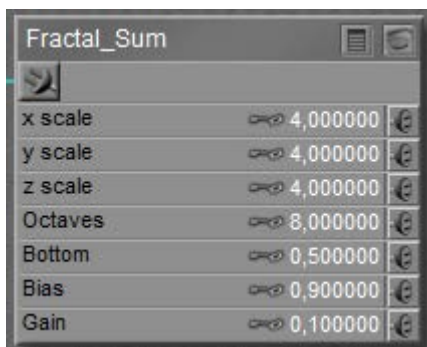 Fractal_Sum
x scale 4,000000
y scale 4,000000
z scale 4,000000
Octaves 8,000000
Bottom 0,500000
Bias 0,900000
Gain 0,100000